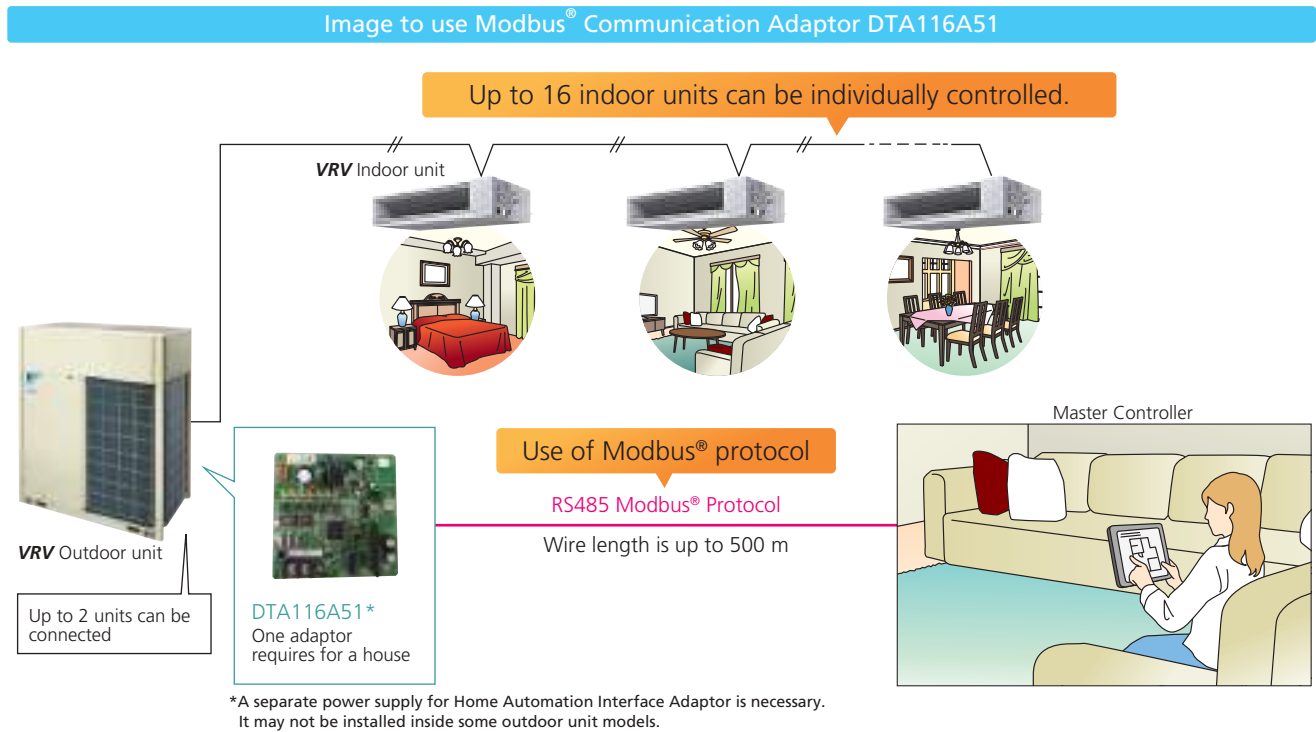 Image to use Modbus® Communication Adaptor DTA116A51
Up to 16 indoor units can be individually controlled.
VRV Indoor unit
Master Controller
Use of Modbus® protocol
RS485 Modbus® Protocol
Wire length is up to 500 m
VRV Outdoor unit
Up to 2 units can be
connected
DTA116A51*
One adaptor
requires for a house
*A separate power supply for Home Automation Interface Adaptor is necessary.
It may not be installed inside some outdoor unit models.